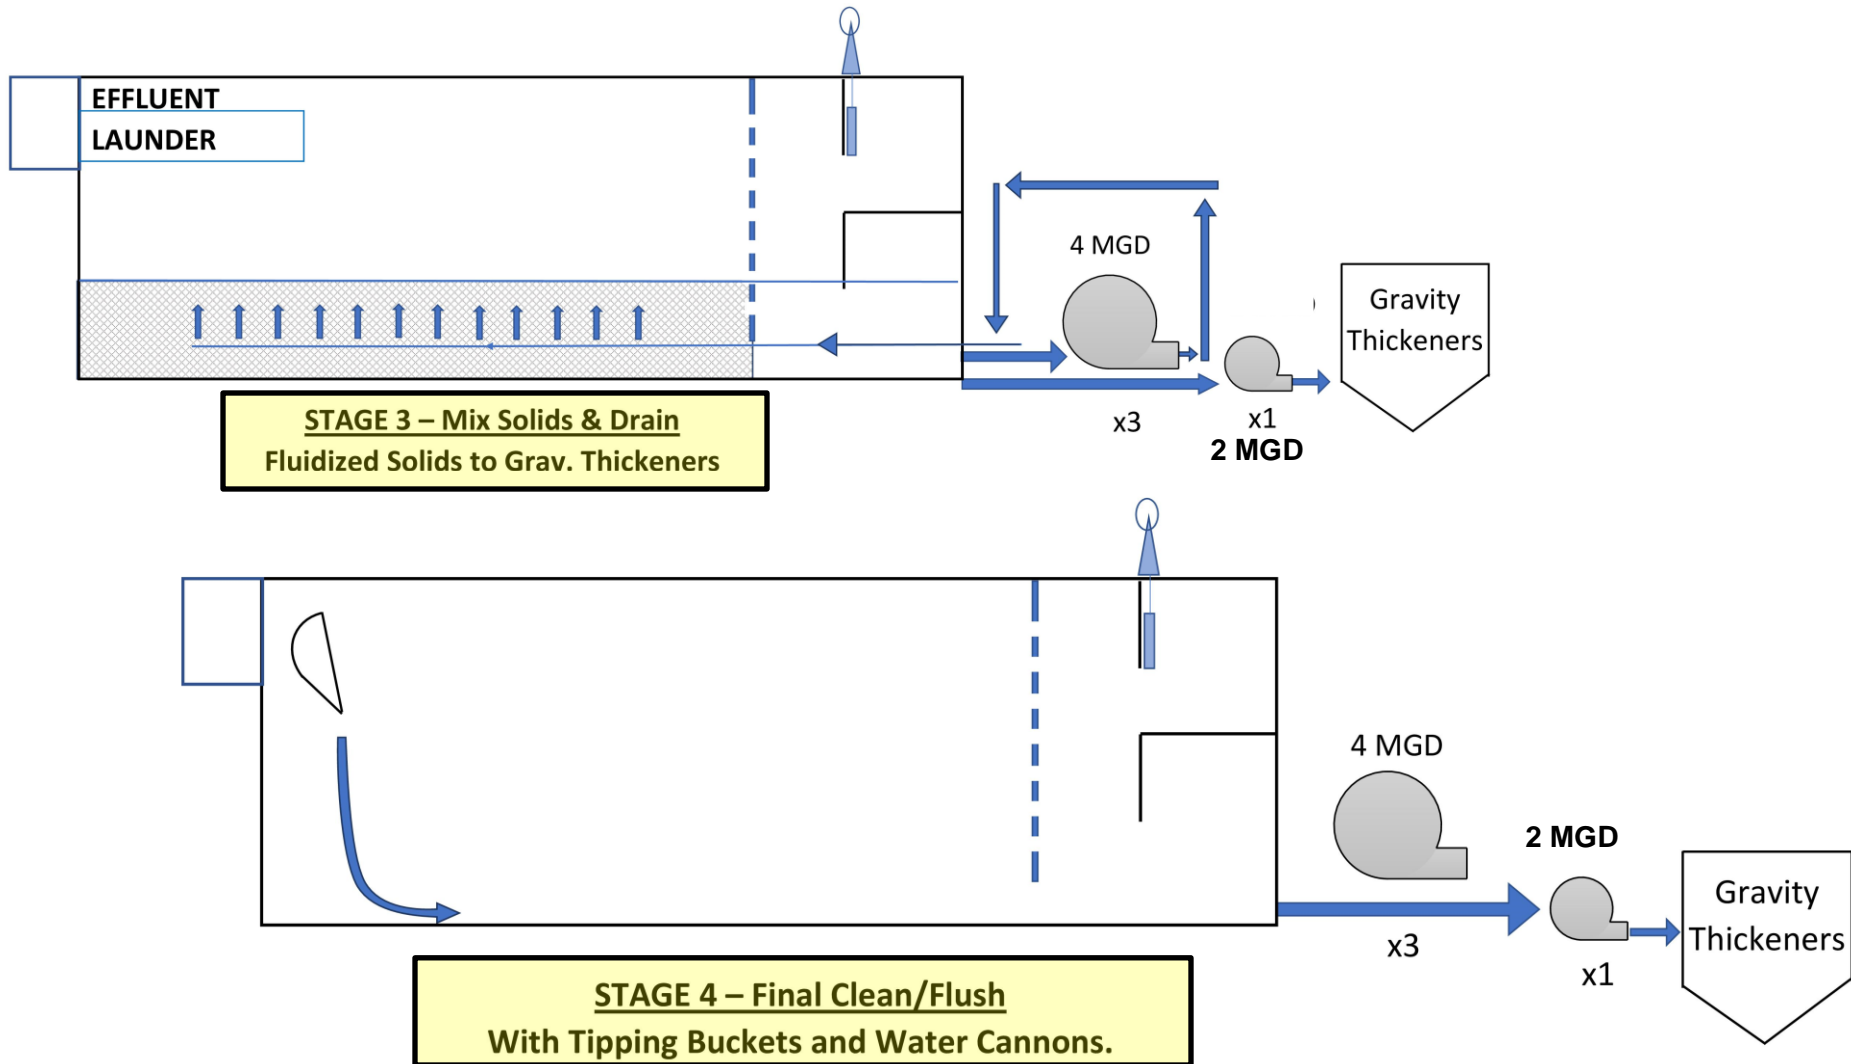 EFFLUENT
LAUNDER
4 MGD
Gravity
Thickeners
x3
x1
2 MGD
STAGE 3 – Mix Solids & Drain
Fluidized Solids to Grav. Thickeners
4 MGD
2 MGD
Gravity
Thickeners
x3
x1
STAGE 4 – Final Clean/Flush
With Tipping Buckets and Water Cannons.